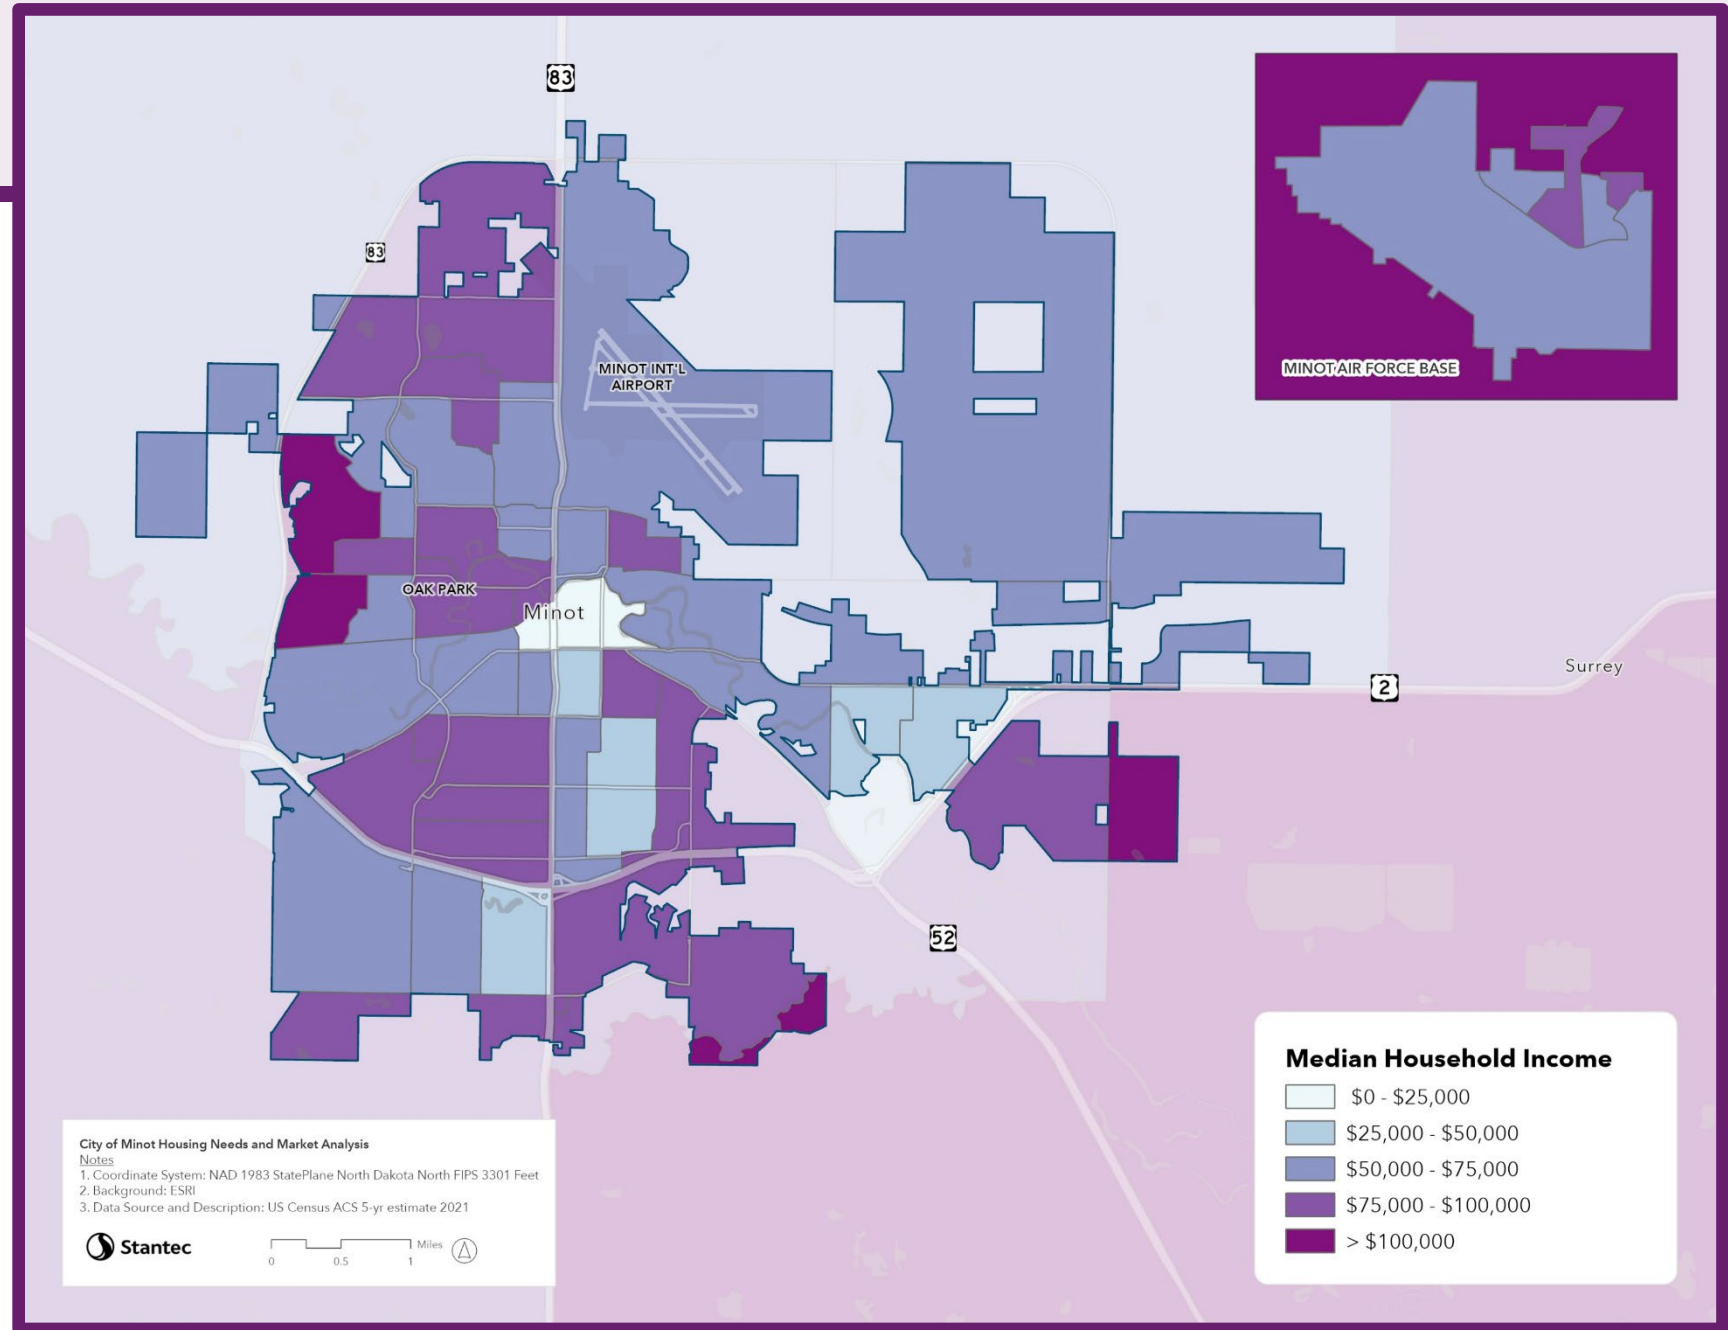 83
83
MINOT INT'L
AIRPORT
MINOT AIR FORCE BASE
OAK PARK
Minot
Surrey
2
52
Median Household Income
$0 - $25,000
$25,000 - $50,000
$50,000 - $75,000
$75,000 - $100,000
> $100,000
City of Minot Housing Needs and Market Analysis
Notes
1. Coordinate System: NAD 1983 StatePlane North Dakota North FIPS 3301 Feet
2. Background: ESRI
3. Data Source and Description: US Census ACS 5-yr estimate 2021
Stantec
Miles
0 0.5 1